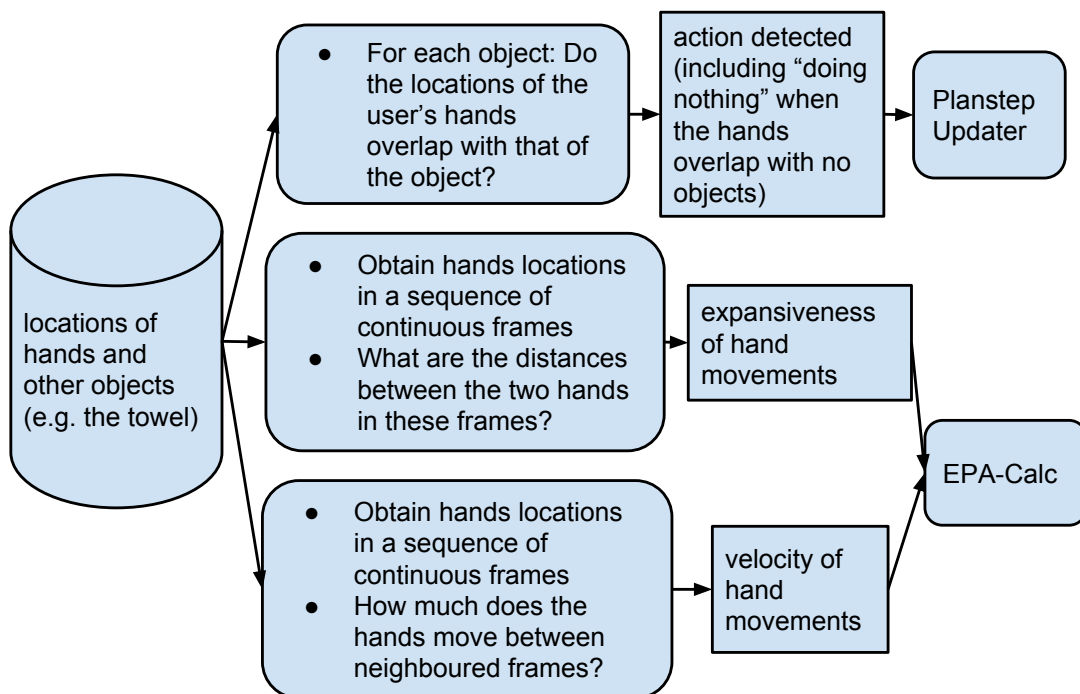 locations of
hands and
other objects
(e.g. the towel)
● For each object: Do
the locations of the
user’s hands
overlap with that of
the object?
action detected
(including “doing
nothing” when
the hands
overlap with no
objects)
Planstep
Updater
● Obtain hands locations
in a sequence of
continuous frames
● What are the distances
between the two hands
in these frames?
expansiveness
of hand
movements
● Obtain hands locations
in a sequence of
continuous frames
● How much does the
hands move between
neighboured frames?
velocity of
hand
movements
EPA-Calc